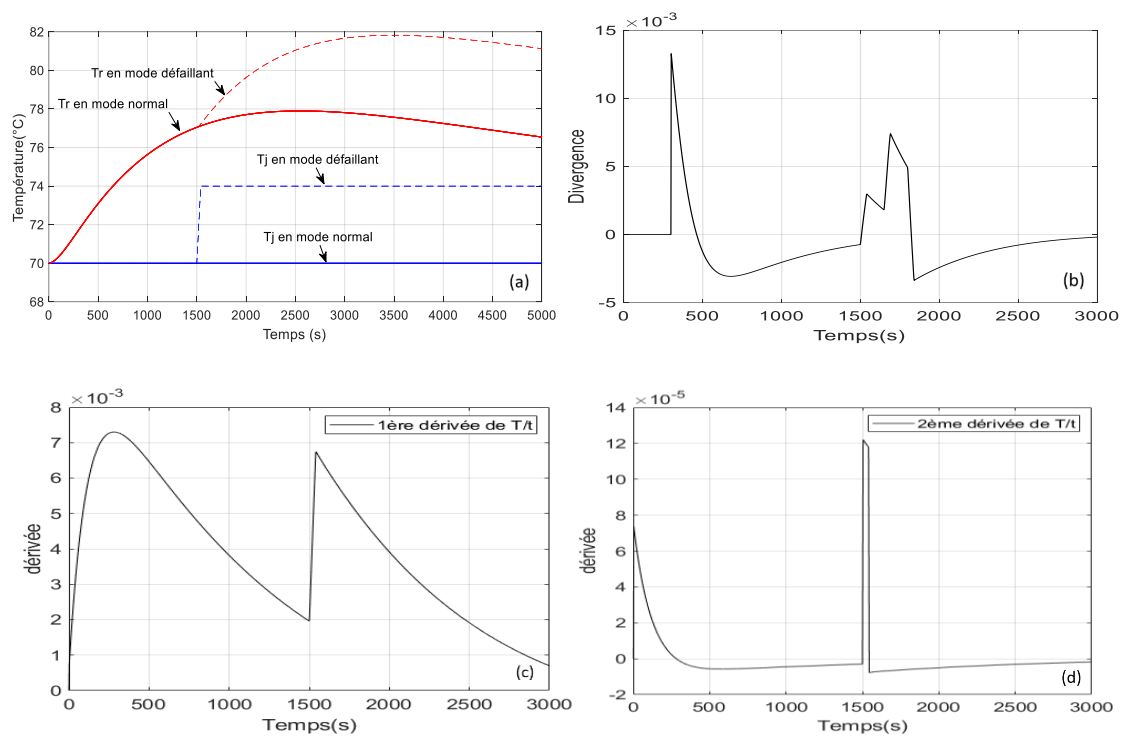 82
80
78
76
74
72
70
68
Température(°C)
Tr en mode défaillant
Tr en mode normal
Tj en mode défaillant
Tj en mode normal
(a)
0 500 1000 1500 2000 2500 3000 3500 4000 4500 5000
Temps (s)
×10-3
15
10
5
0
-5
Divergence
(b)
0 500 1000 1500 2000 2500 3000
Temps(s)
×10-3
8
7
6
5
4
3
2
1
0
dérivée
1ère dérivée de T/t
(c)
0 500 1000 1500 2000 2500 3000
Temps(s)
×10-5
14
12
10
8
6
4
2
0
-2
dérivée
2ème dérivée de T/t
(d)
0 500 1000 1500 2000 2500 3000
Temps(s)